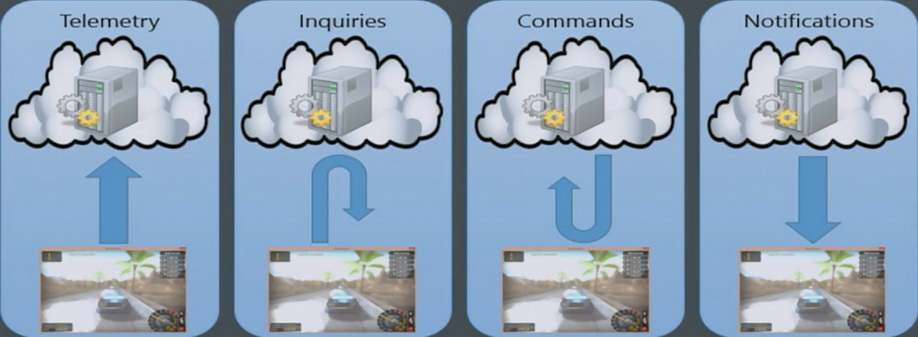 Telemetry
Inquiries
Commands
Notifications